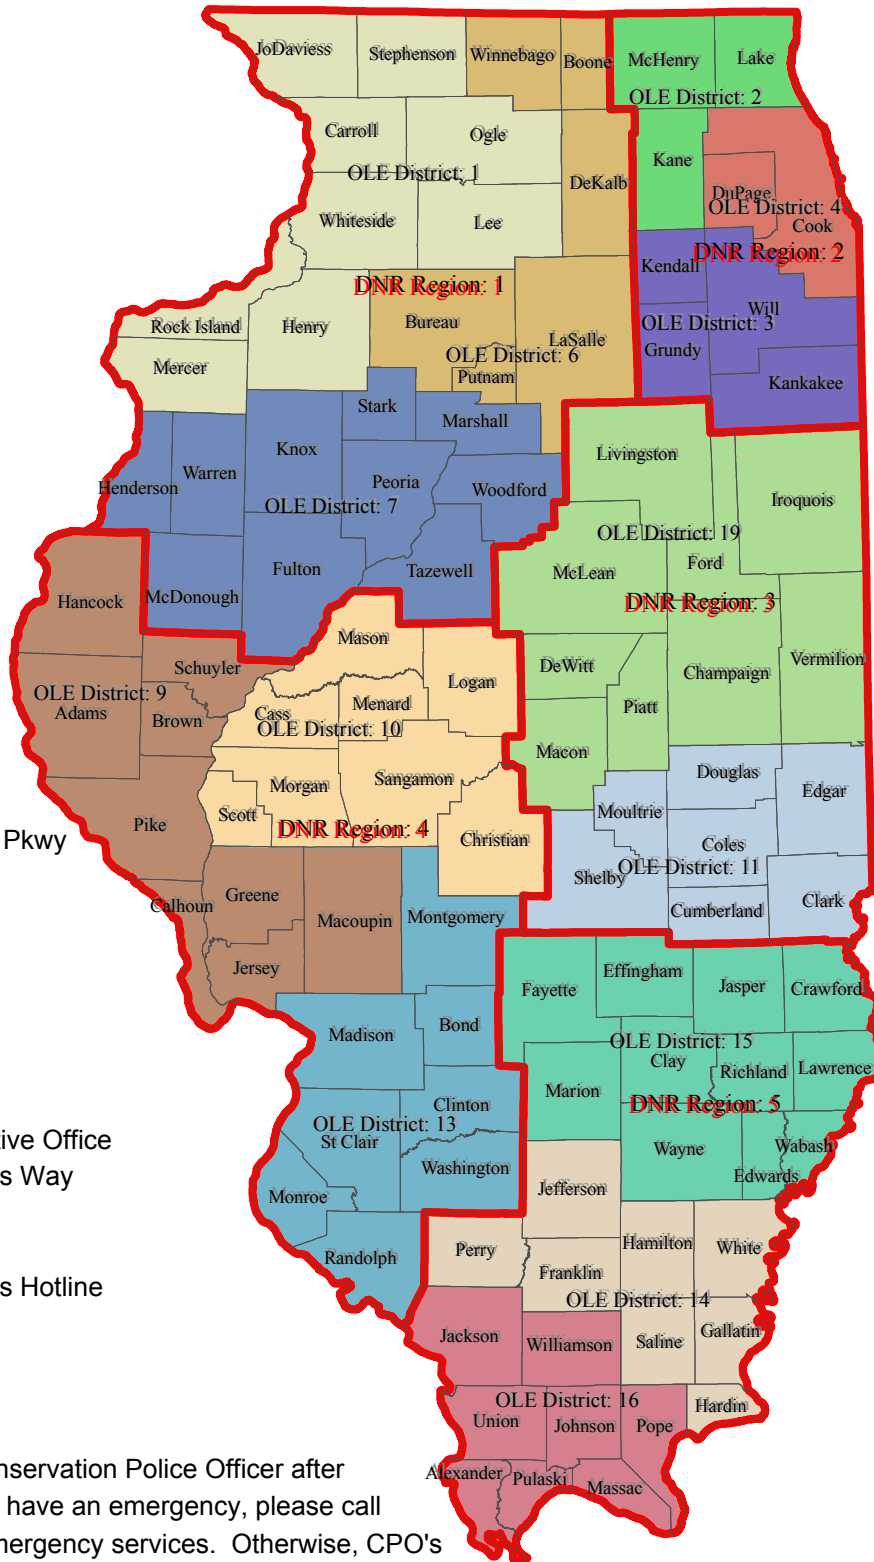 JoDaviess
Stephenson
Winnebago
Boone
McHenry
Lake
OLE District: 2
Carroll
Ogle
Kane
OLE District: 1
DeKalb
DuPage
OLE District: 4
Whiteside
Lee
Cook
DNR Region: 2
Kendall
DNR Region: 1
Rock Island
Henry
Bureau
Will
OLE District: 3
LaSalle
OLE District: 6
Grundy
Mercer
Putnam
Kankakee
Stark
Marshall
Knox
Livingston
Warren
Peoria
Henderson
Woodford
Iroquois
OLE District: 7
OLE District: 19
Ford
Fulton
Tazewell
McLean
Hancock
McDonough
DNR Region: 3
Mason
Schuyler
DeWitt
Vermilion
Champaign
Logan
OLE District: 9
Menard
Piatt
Adams
Cass
Brown
OLE District: 10
Macon
Douglas
Sangamon
Morgan
Edgar
Scott
Moultrie
Pike
DNR Region: 4
Pkwy
Christian
Coles
OLE District: 11
Shelby
Greene
Calhoun
Clark
Cumberland
Macoupin
Montgomery
Jersey
Effingham
Fayette
Jasper
Crawford
Bond
Madison
OLE District: 15
Clay
Richland
Lawrence
Marion
Clinton
DNR Region: 5
OLE District: 13
tive Office
St Clair
Wayne
Wabash
Washington
s Way
Edwards
Jefferson
Monroe
Hamilton
White
Perry
Randolph
Franklin
s Hotline
OLE District: 14
Jackson
Williamson
Saline
Gallatin
OLE District: 16
Hardin
Union
Johnson
Pope
nservation Police Officer after
Alexander
Pulaski
Massac
have an emergency, please call
mergency services.  Otherwise, CPO's